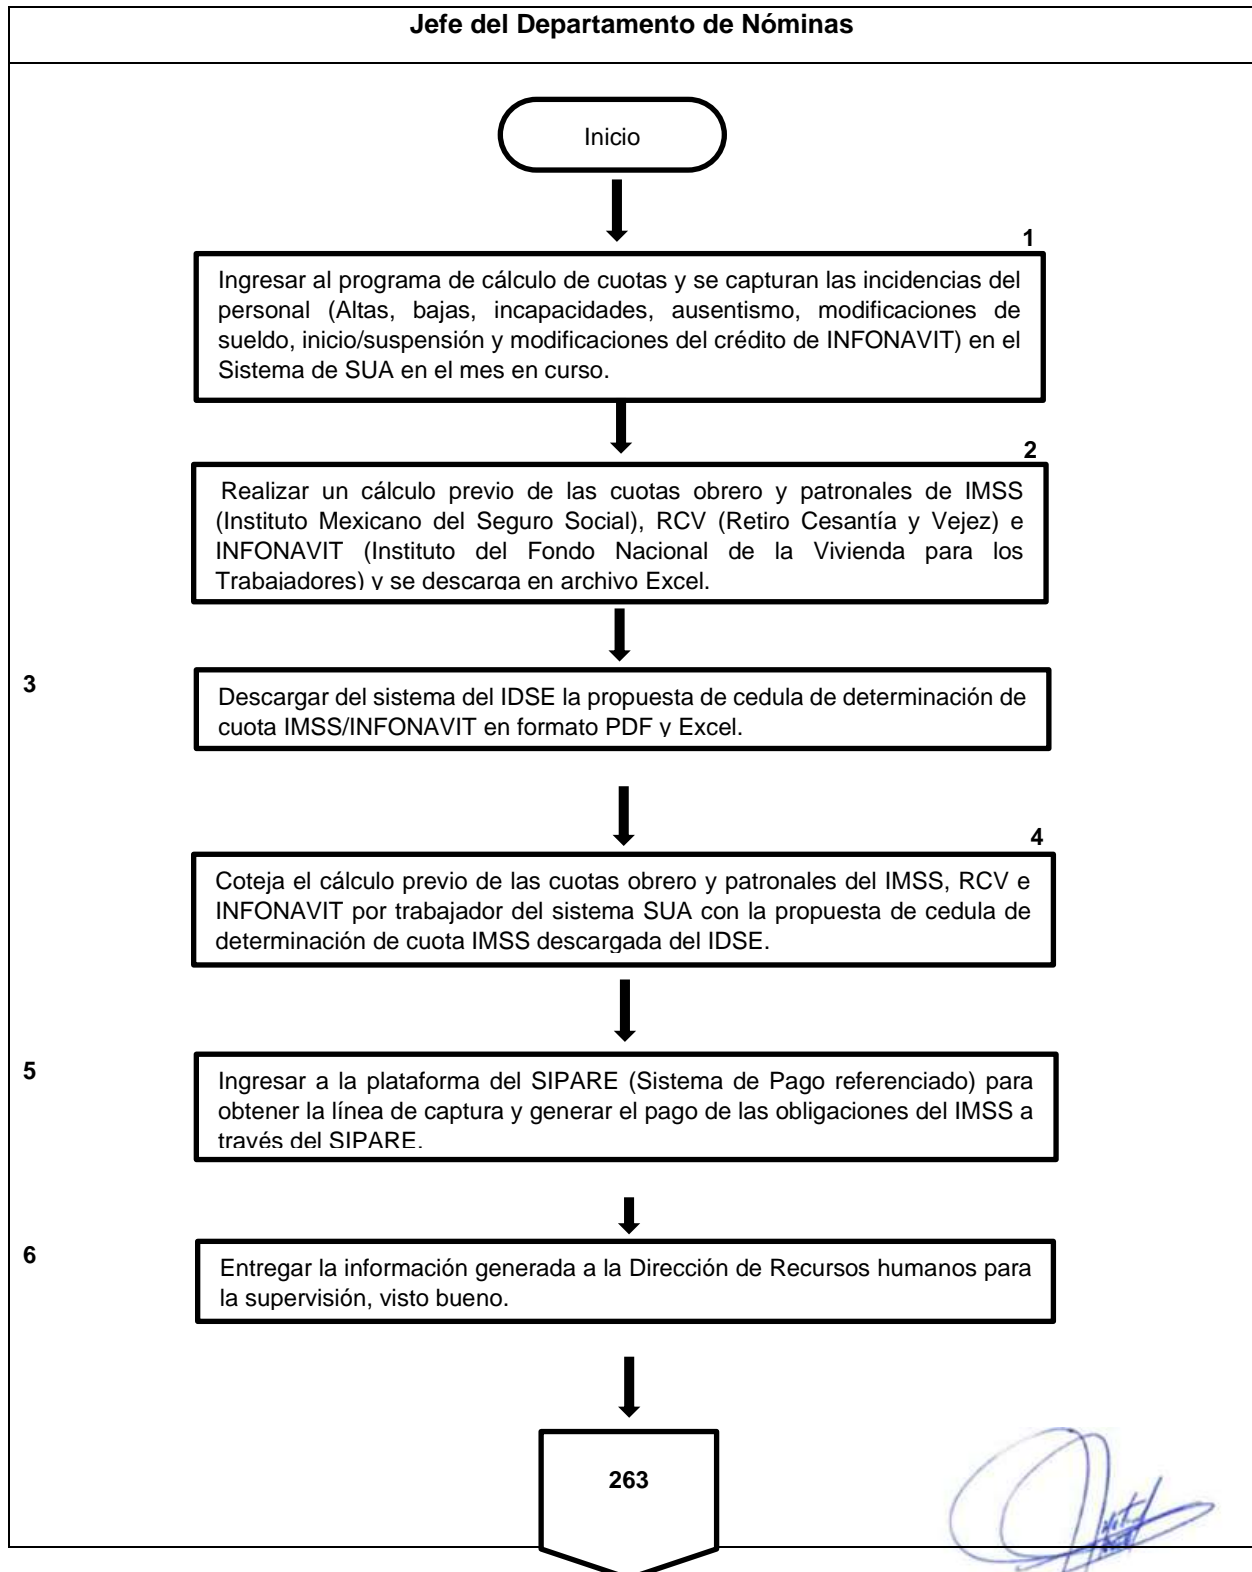 Jefe del Departamento de Nóminas
Inicio
1
Ingresar al programa de cálculo de cuotas y se capturan las incidencias del
personal (Altas, bajas, incapacidades, ausentismo, modificaciones de
sueldo, inicio/suspensión y modificaciones del crédito de INFONAVIT) en el
Sistema de SUA en el mes en curso.
2
Realizar un cálculo previo de las cuotas obrero y patronales de IMSS
(Instituto Mexicano del Seguro Social), RCV (Retiro Cesantía y Vejez) e
INFONAVIT (Instituto del Fondo Nacional de la Vivienda para los
Trabajadores) y se descarga en archivo Excel.
3
Descargar del sistema del IDSE la propuesta de cedula de determinación de
cuota IMSS/INFONAVIT en formato PDF y Excel.
4
Coteja el cálculo previo de las cuotas obrero y patronales del IMSS, RCV e
INFONAVIT por trabajador del sistema SUA con la propuesta de cedula de
determinación de cuota IMSS descargada del IDSE.
5
Ingresar a la plataforma del SIPARE (Sistema de Pago referenciado) para
obtener la línea de captura y generar el pago de las obligaciones del IMSS a
través del SIPARE.
6
Entregar la información generada a la Dirección de Recursos humanos para
la supervisión, visto bueno.
263